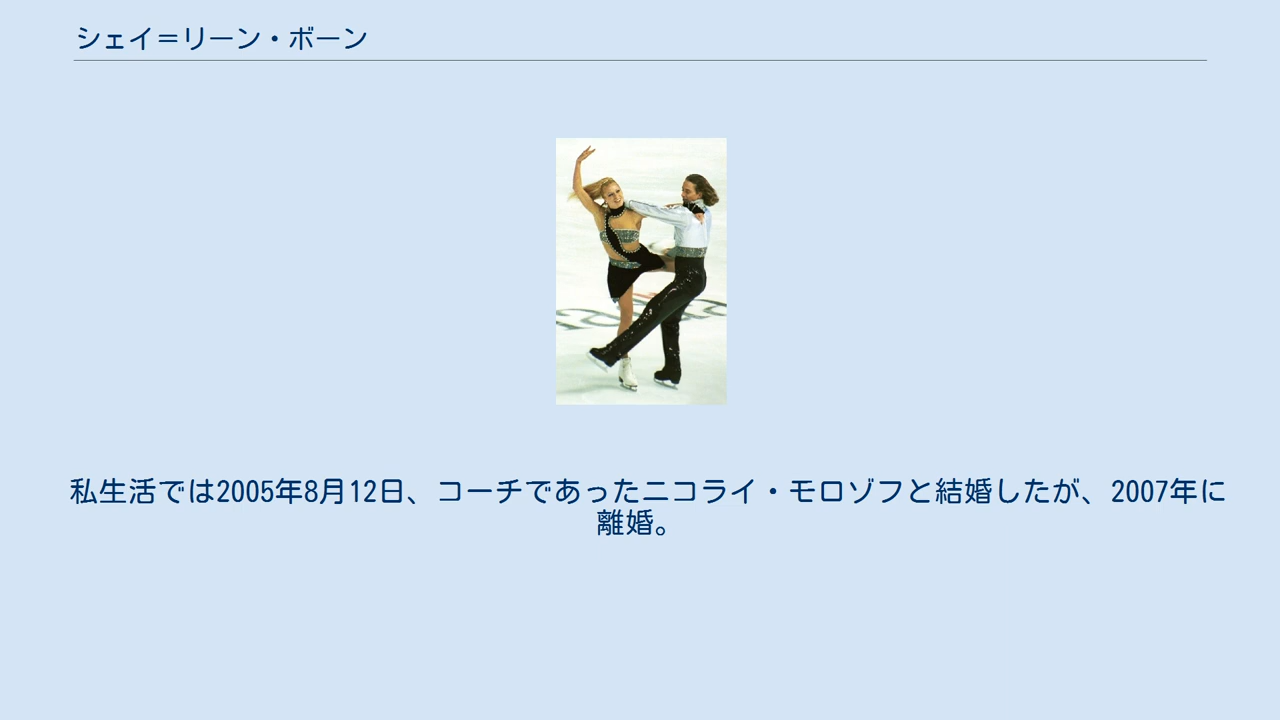 シェイ＝リーン・ボーン
私生活では2005年8月12日、コーチであったニコライ・モロゾフと結婚したが、2007年に
離婚。